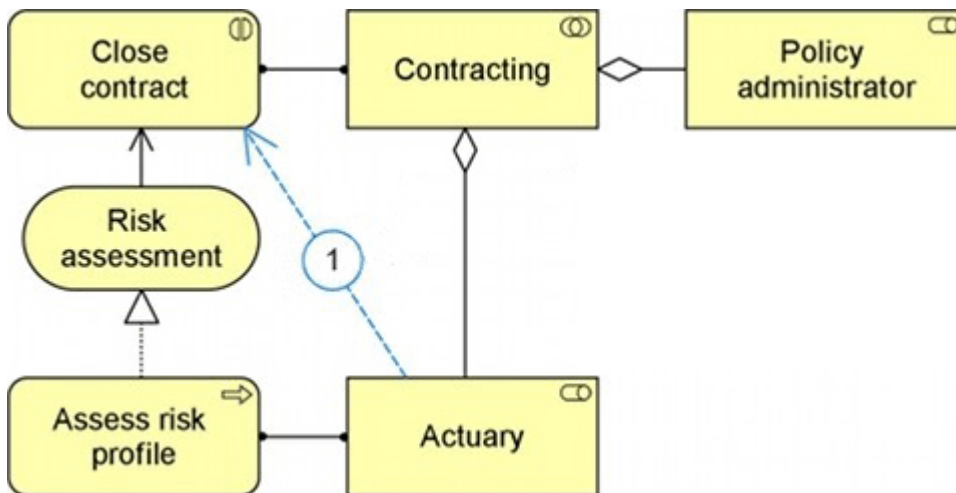 Close
contract
Contracting
Policy
administrator
Risk
assessment
1
Assess risk
profile
Actuary